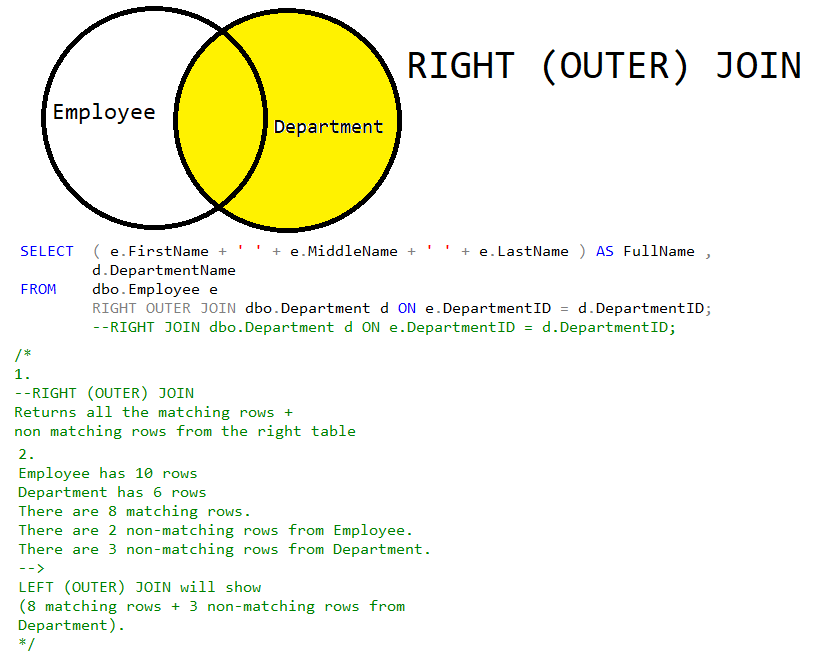 RIGHT (OUTER) JOIN
Employee
Department
SELECT ( e.FirstName + ' ' + e.MiddleName + ' ' + e.LastName ) AS FullName ,
d.DepartmentName
FROM dbo.Employee e
RIGHT OUTER JOIN dbo.Department d ON e.DepartmentID = d.DepartmentID;
--RIGHT JOIN dbo.Department d ON e.DepartmentID = d.DepartmentID;
/*
1.
--RIGHT (OUTER) JOIN
Returns all the matching rows +
non matching rows from the right table
2.
Employee has 10 rows
Department has 6 rows
There are 8 matching rows.
There are 2 non-matching rows from Employee.
There are 3 non-matching rows from Department.
-->
LEFT (OUTER) JOIN will show
(8 matching rows + 3 non-matching rows from
Department).
*/